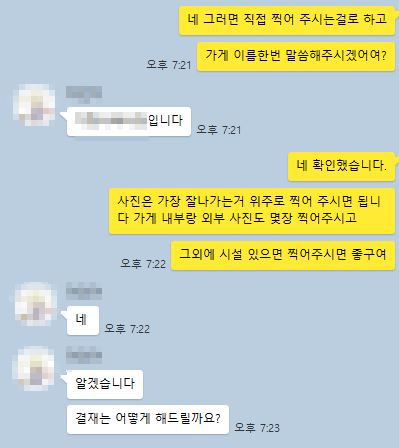 네 그러면 직접 찍어 주시는걸로 하고
오후 7:21
가게 이름한번 말씀해주시겠어여?
입니다
오후 7:21
네 확인했습니다.
사진은 가장 잘나가는거 위주로 찍어 주시면 됩니
다 가게 내부랑 외부 사진도 몇장 찍어주시고
오후 7:22
그외에 시설 있으면 찍어주시면 좋구여
네
오후 7:22
알겠습니다
결재는 어떻게 해드릴까요?
오후 7:23